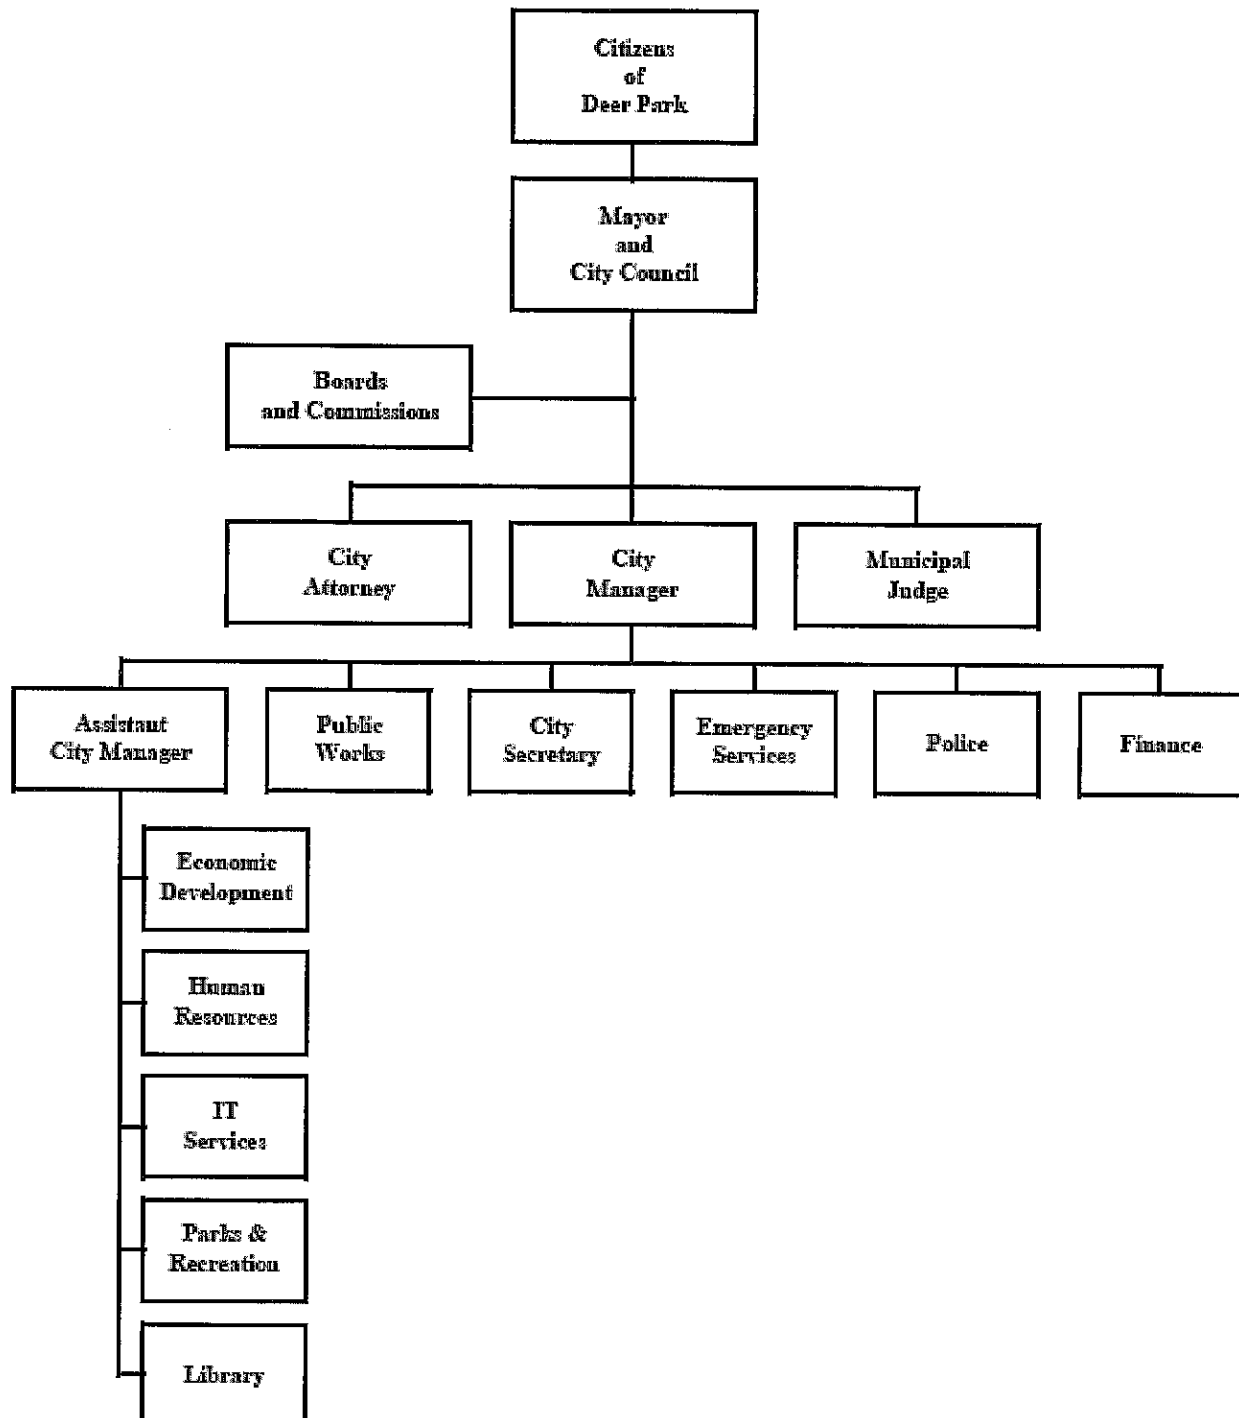 Citizens
of
Deer Park
Mayor
and
City Council
Boards
and Commissions
City
Attorney
City
Manager
Municipal
Judge
Assistant
City Manager
Public
Works
City
Secretary
Emergency
Services
Police
Finance
Economic
Development
Human
Resources
IT
Services
Parks &
Recreation
Library